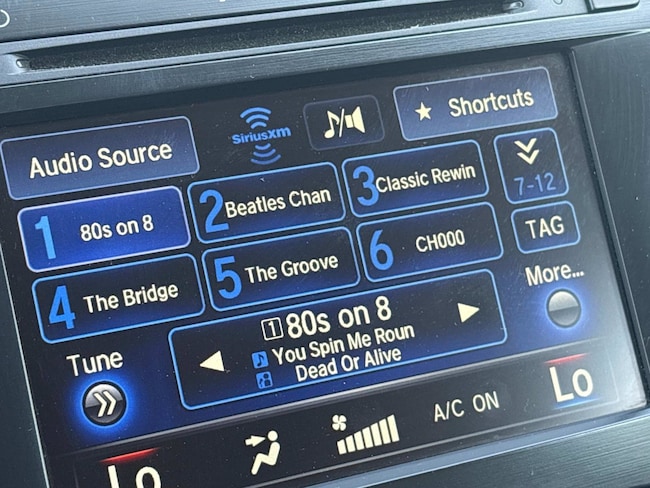 Audio Source
SiriusXM
Shortcuts
1 80s on 8
2 Beatles Chan
3 Classic Rewin
7-12
4 The Bridge
5 The Groove
6 CH000
TAG
Tune
1 80s on 8
You Spin Me Roun
Dead Or Alive
More...
Lo
A/C ON
Lo